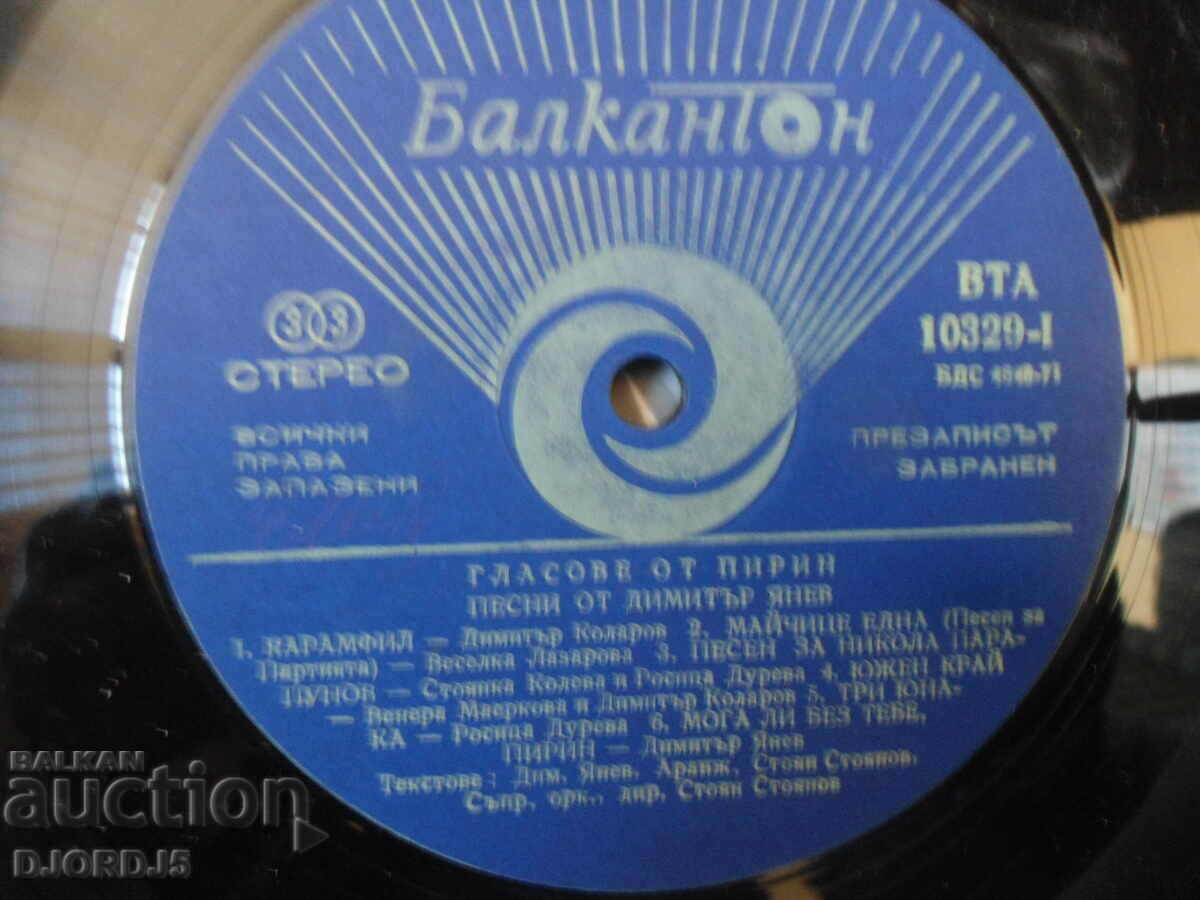 Балкантон
ВТА
10329-I
БДС
33
СТЕРЕО
ВСИЧКИ
ПРАВА
ЗАПАЗЕНИ
ПРЕЗАПИСЪТ
ЗАБРАНЕН
ГЛАСОВЕ ОТ ПИРИН
ПЕСНИ ОТ ДИМИТЪР ЯНЕВ
1. КАРАМФИЛ — Димитър Коларов 2. МАЙЧИЦЕ ЕДНА (Песен за
Партията) — Веселка Лазарова 3. ПЕСЕН ЗА НИКОЛА ПАРА-
ПУНОВ — Стоянка Колева и Росица Дурева 4. ЮЖЕН КРАЙ
— Венера Маеркова и Димитър Коларов 5. ТРИ ЮНА-
КА — Росица Дурева 6. МОГА ЛИ БЕЗ ТЕБЕ,
ПИРИН — Димитър Янев
Текстове: Дим. Янев, Аранж. Стоян Стоянов,
Съпр. орк., дир. Стоян Стоянов
BALKAN
auction
DJORDJ5